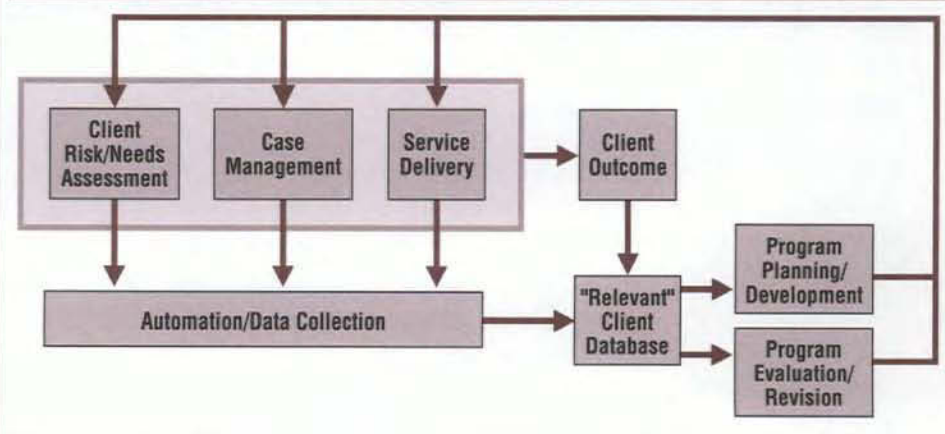 Client
Risk/Needs
Assessment
Case
Management
Service
Delivery
Client
Outcome
Automation/Data Collection
"Relevant"
Client
Database
Program
Planning/
Development
Program
Evaluation/
Revision